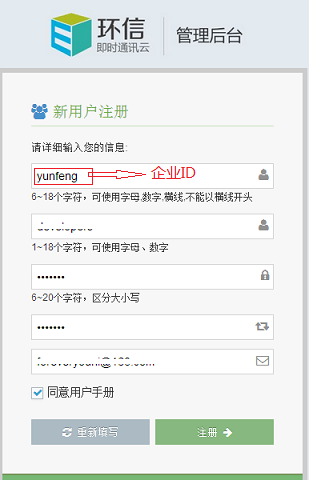 环信
即时通讯云
管理后台
新用户注册
请详细输入您的信息:
yunfeng
企业ID
6~18个字符，可使用字母,数字,横线,不能以横线开头
1~18个字符，可使用字母、数字
•••••••
6~20个字符，区分大小写
•••••••
同意用户手册
重新填写
注册